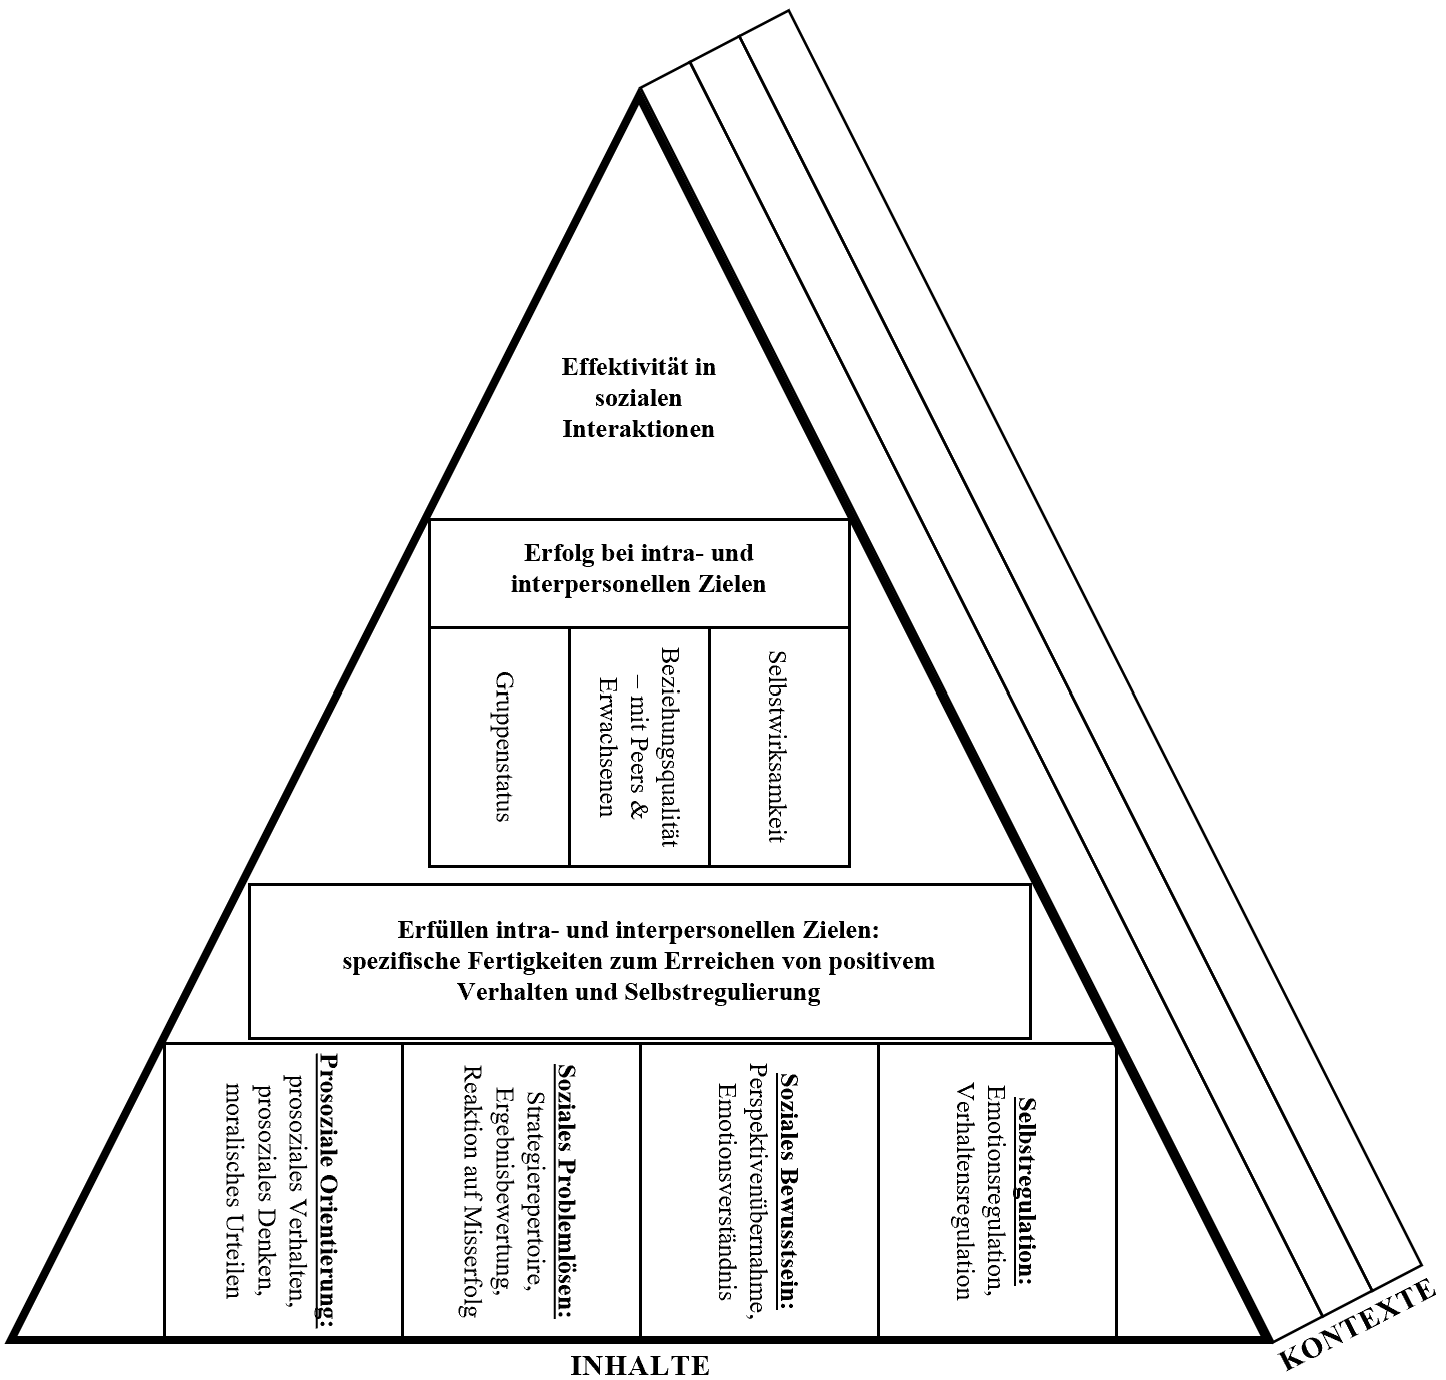 Effektivität in
sozialen
Interaktionen
Erfolg bei intra- und
interpersonellen Zielen
Gruppenstatus
Beziehungsqualität
– mit Peers &
Erwachsenen
Selbstwirksamkeit
Erfüllen intra- und interpersonellen Zielen:
spezifische Fertigkeiten zum Erreichen von positivem
Verhalten und Selbstregulierung
Prosoziale Orientierung:
prosoziales Verhalten,
prosoziales Denken,
moralisches Urteilen
Soziales Problemlösen:
Strategierepertoire,
Ergebnisbewertung,
Reaktion auf Misserfolg
Soziales Bewusstsein:
Perspektivenübernahme,
Emotionsverständnis
Selbstregulation:
Emotionsregulation,
Verhaltensregulation
INHALTE
KONTEXTE